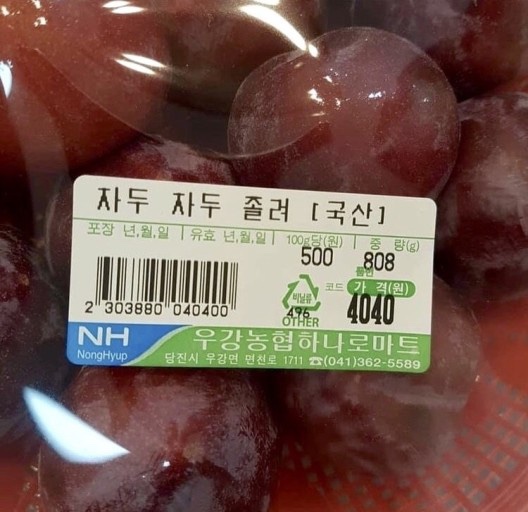 자두 자두 졸려 [국산]
포장 년,월,일 유효 년,월,일 100g당(원) 중 량(g)
500 808
코드 가 격(원)
2 303880 040400
비닐류
496 4040
OTHER
NH 우강농협하나로마트
NongHyup 당진시 우강면 면천로 1711 ☎(041)362-5589